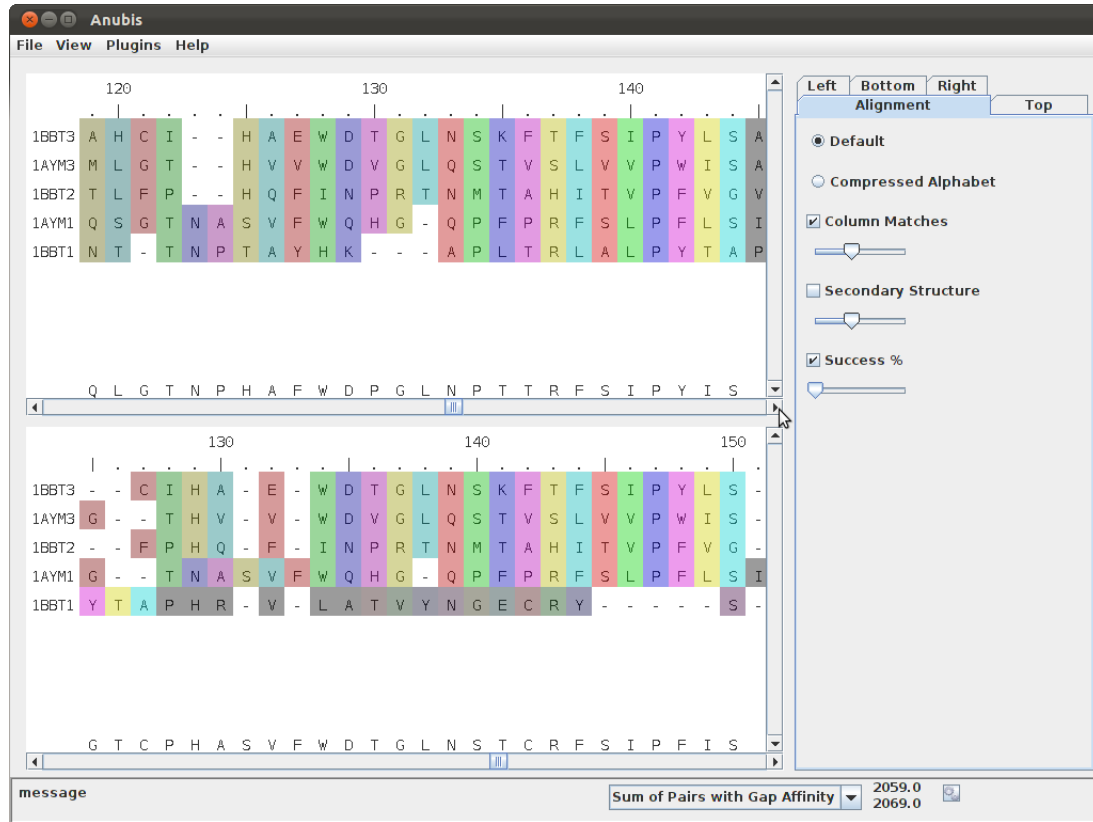 Anubis
File View Plugins Help
120 130 140
1BBT3 A H C I - - H A E W D T G L N S K F T F S I P Y L S A
1AYM3 M L G T - - H V V W D V G L Q S T V S L V V P W I S A
1BBT2 T L F P - - H Q F I N P R T N M T A H I T V P F V G V
1AYM1 Q S G T N A S V F W Q H G - Q P F P R F S L P F L S I
1BBT1 N T - T N P T A Y H K - - - A P L T R L A L P Y T A P
Q L G T N P H A F W D P G L N P T T R F S I P Y I S
130 140 150
1BBT3 - - C I H A - E - W D T G L N S K F T F S I P Y L S -
1AYM3 G - - T H V - V - W D V G L Q S T V S L V V P W I S -
1BBT2 - - F P H Q - F - I N P R T N M T A H I T V P F V G -
1AYM1 G - - T N A S V F W Q H G - Q P F P R F S L P F L S I
1BBT1 Y T A P H R - V - L A T V Y N G E C R Y - - - - - S -
G T C P H A S V F W D T G L N S T C R F S I P F I S
Left Bottom Right
Alignment Top
Default
Compressed Alphabet
Column Matches
Secondary Structure
Success %
message
Sum of Pairs with Gap Affinity
2059.0
2069.0